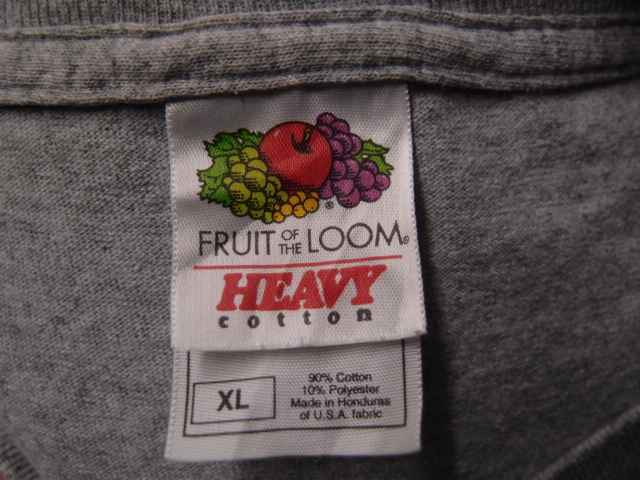 FRUIT OF THE LOOM®
HEAVY
cotton
XL
90% Cotton
10% Polyester
Made in Honduras
of U.S.A. fabric